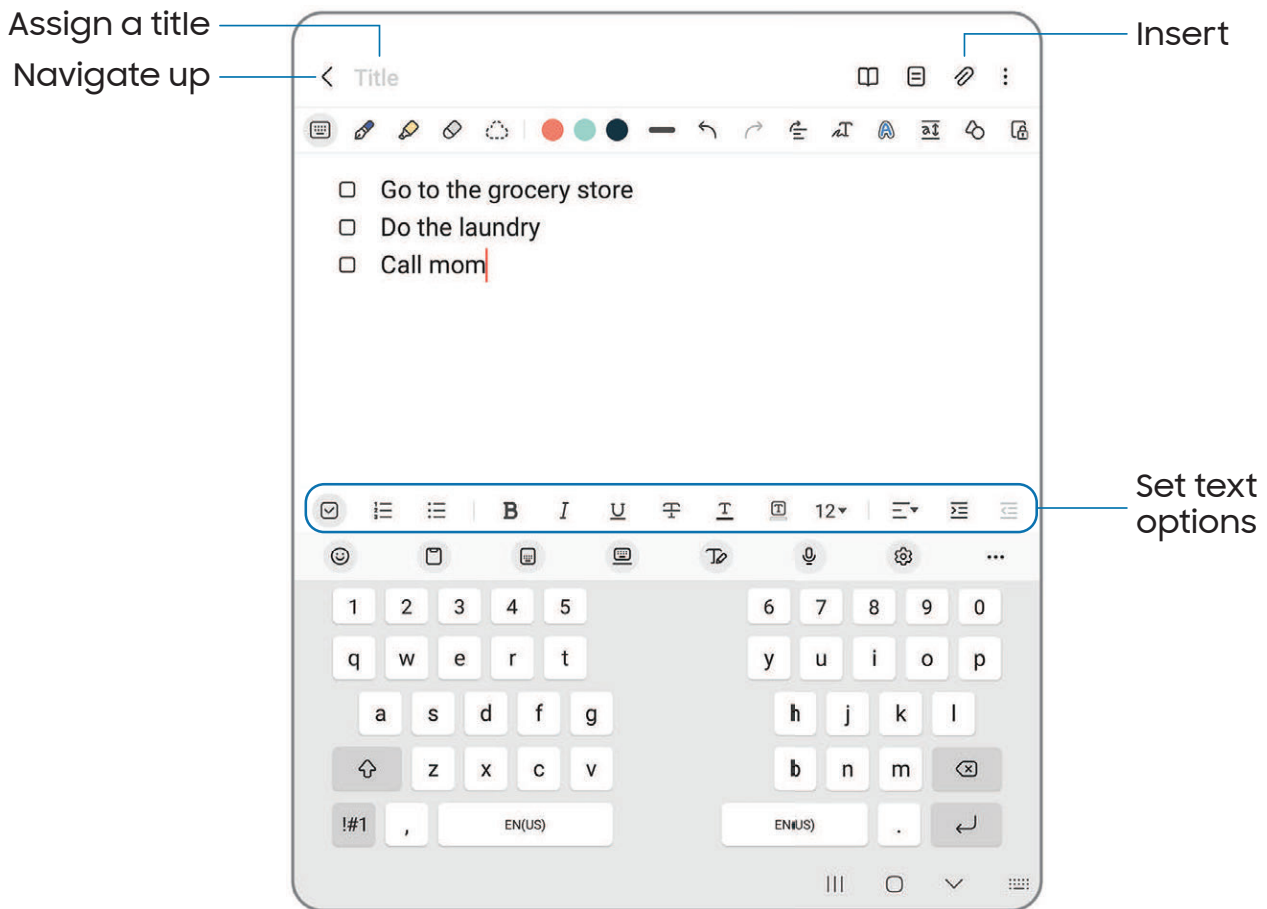 Assign a title
Insert
Navigate up
Title
Go to the grocery store
Do the laundry
Call mom
Set text
options
B I U T T T 12
1 2 3 4 5 6 7 8 9 0
q w e r t y u i o p
a s d f g h j k l
z x c v b n m
!#1 , EN(US) EN(US) .